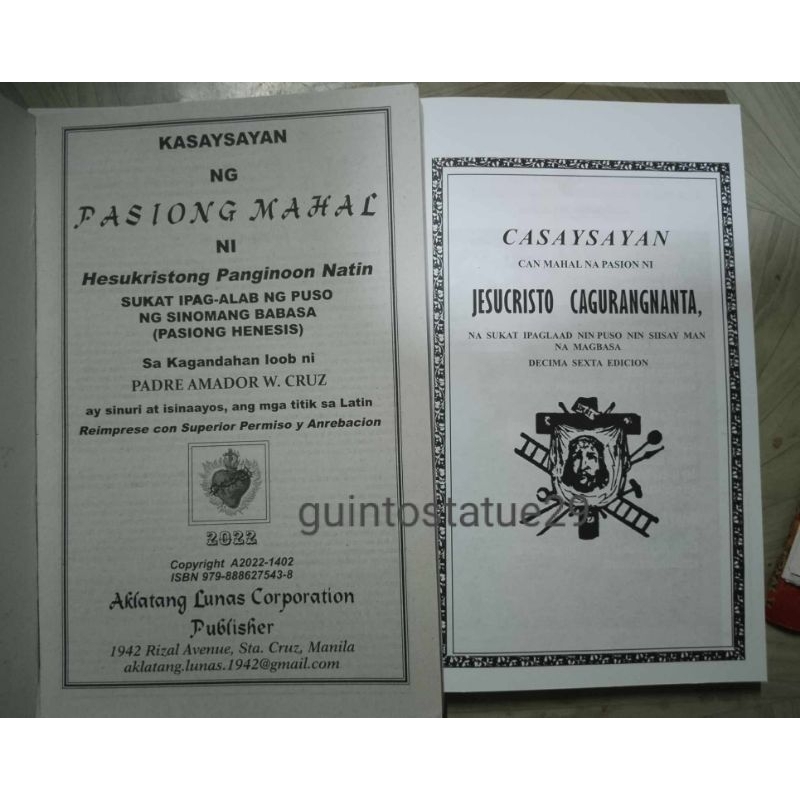 KASAYSAYAN
NG
PASIONG MAHAL
NI
Hesukristong Panginoon Natin
SUKAT IPAG-ALAB NG PUSO
NG SINOMANG BABASA
(PASIONG HENESIS)
Sa Kagandahan loob ni
PADRE AMADOR W. CRUZ
ay sinuri at isinaayos, ang mga titik sa Latin
Reimprese con Superior Permiso y Anrebacion
2022
Copyright A2022-1402
ISBN 979-888627543-8
Aklatang Lunas Corporation
Publisher
1942 Rizal Avenue, Sta. Cruz, Manila
aklatang.lunas.1942@gmail.com
CASAYSAYAN
CAN MAHAL NA PASION NI
JESUCRISTO CAGURANGNANTA,
NA SUKAT IPAGLAAD NIN PUSO NIN SIISAY MAN
NA MAGBASA
DECIMA SEXTA EDICION
guintostatue29